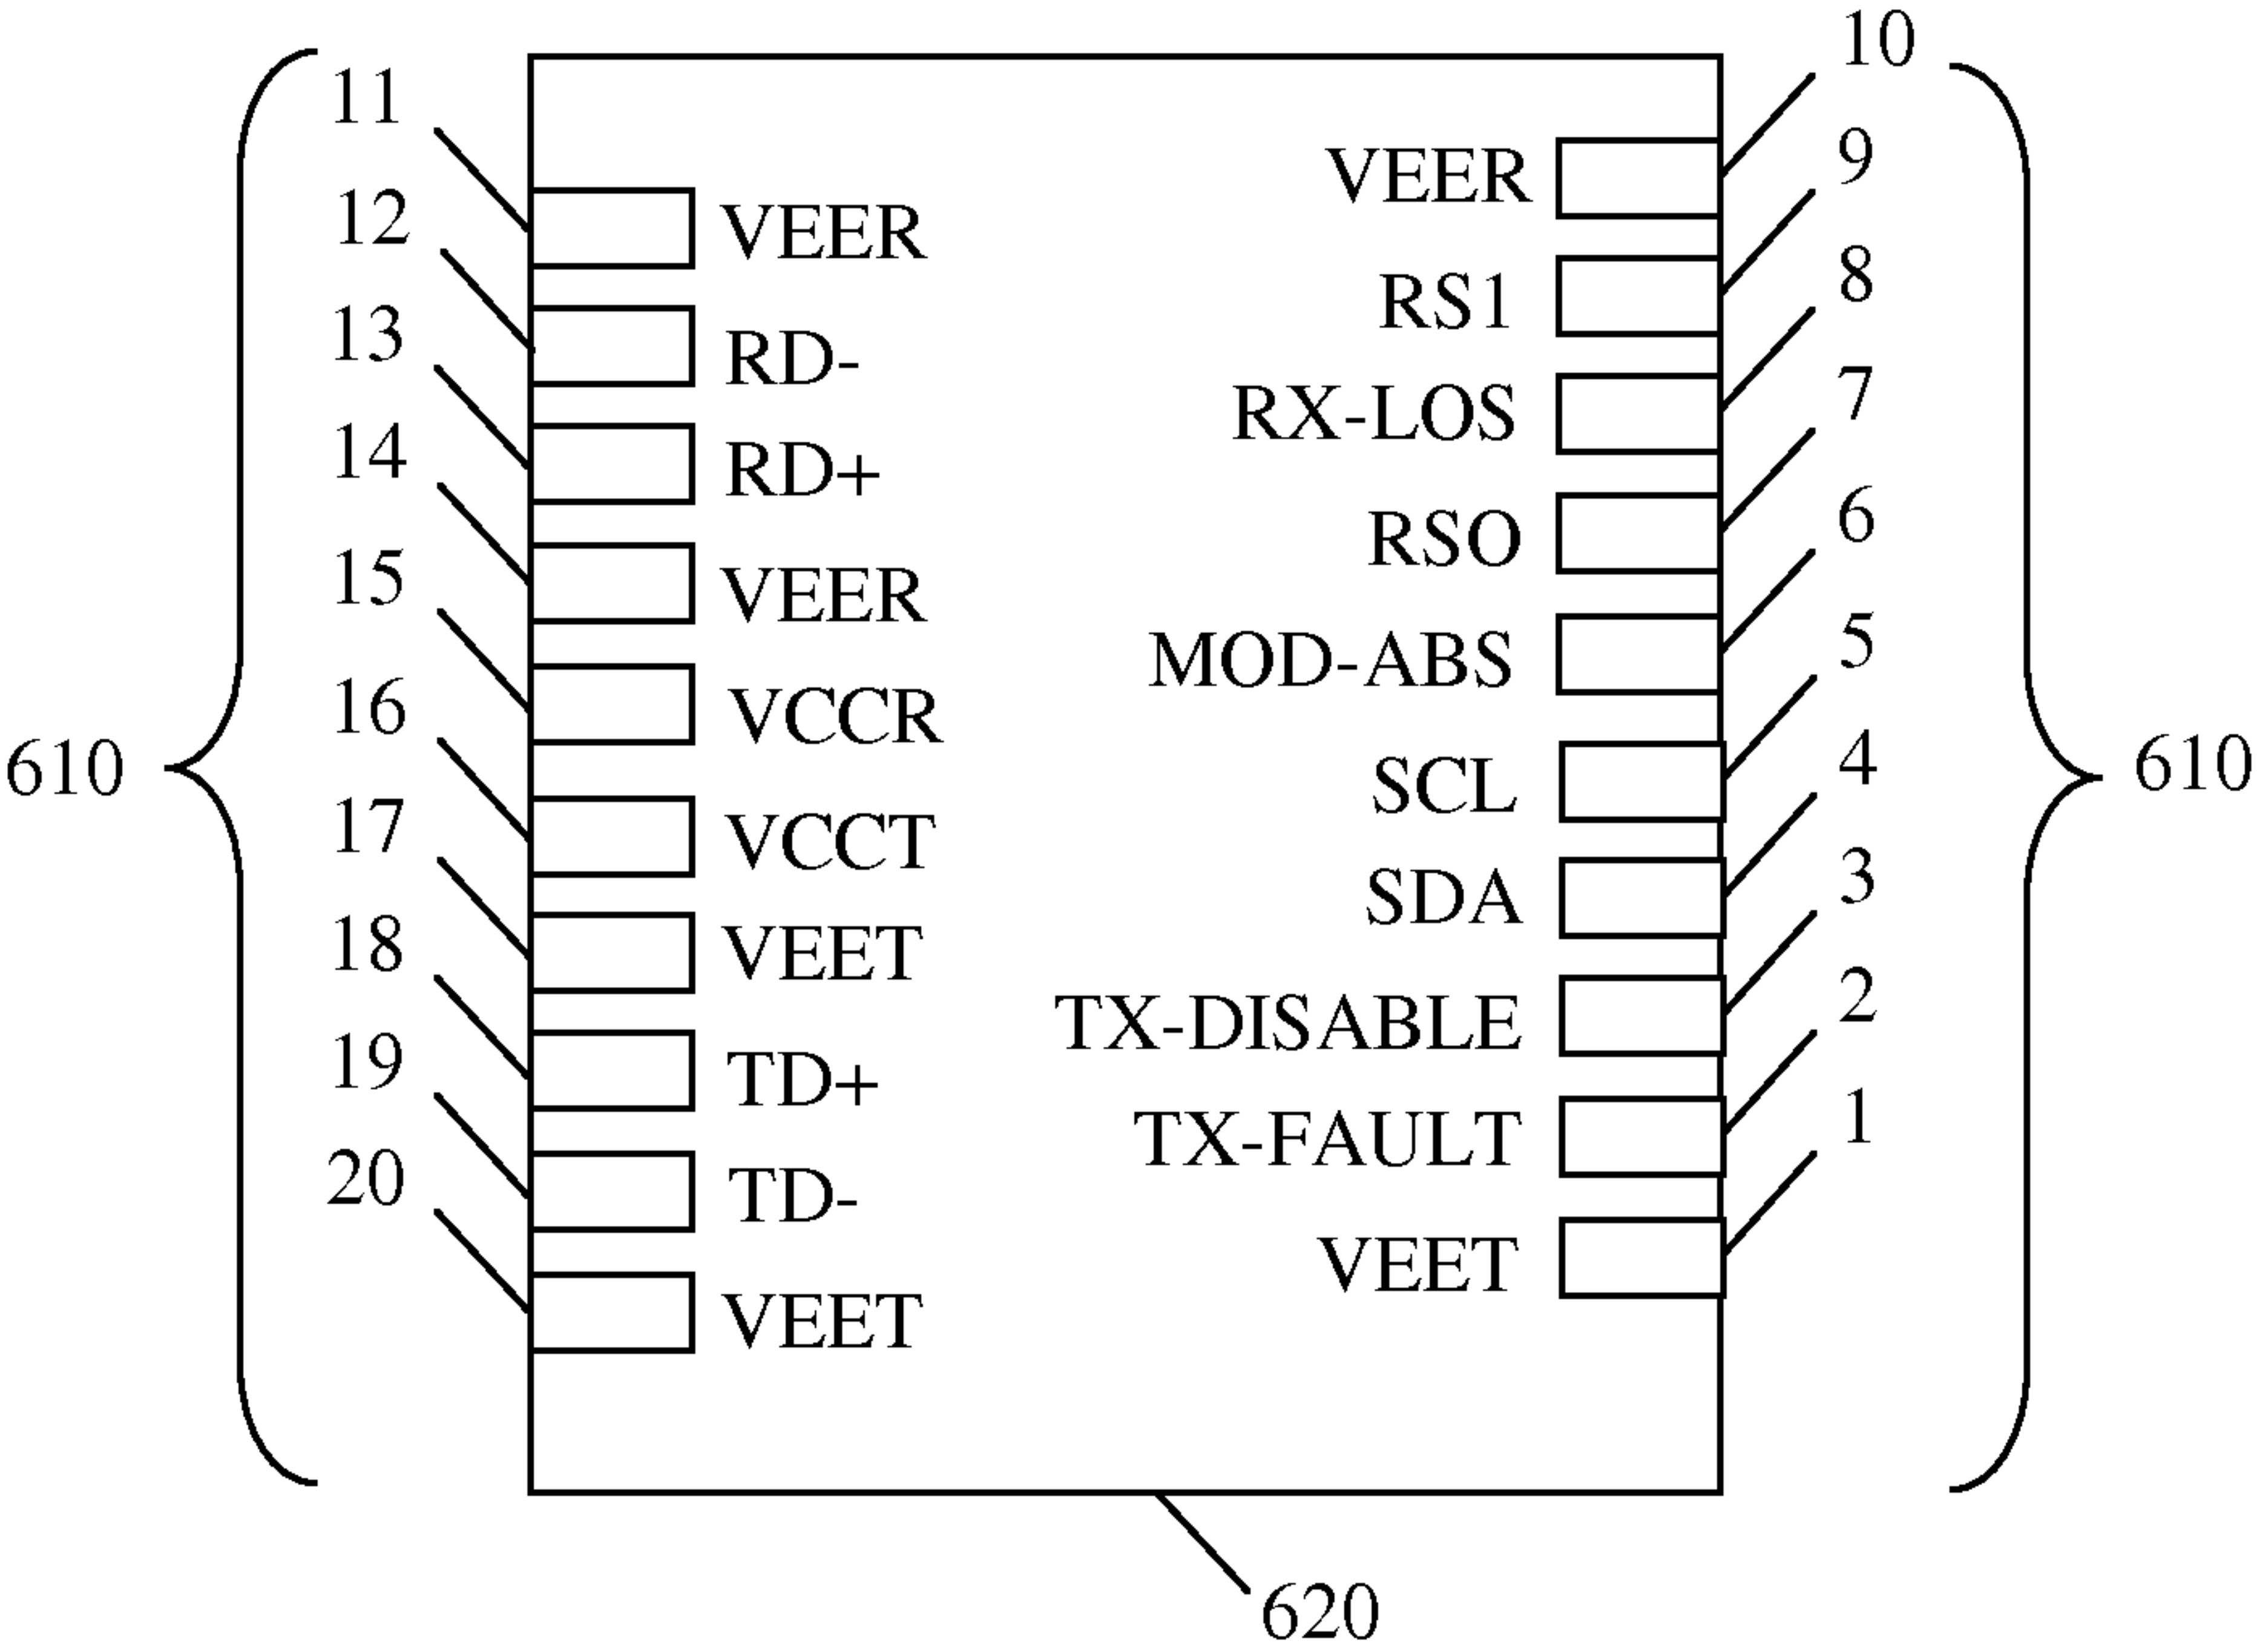 10
11
9
VEER
12
VEER
8
RS1
13
RD-
7
RX-LOS
14
RD+
6
RSO
15
VEER
5
MOD-ABS
16
VCCR
4
610
610
SCL
17
VCCT
3
SDA
18
VEET
2
TX-DISABLE
19
TD+
1
TX-FAULT
20
TD-
VEET
VEET
620